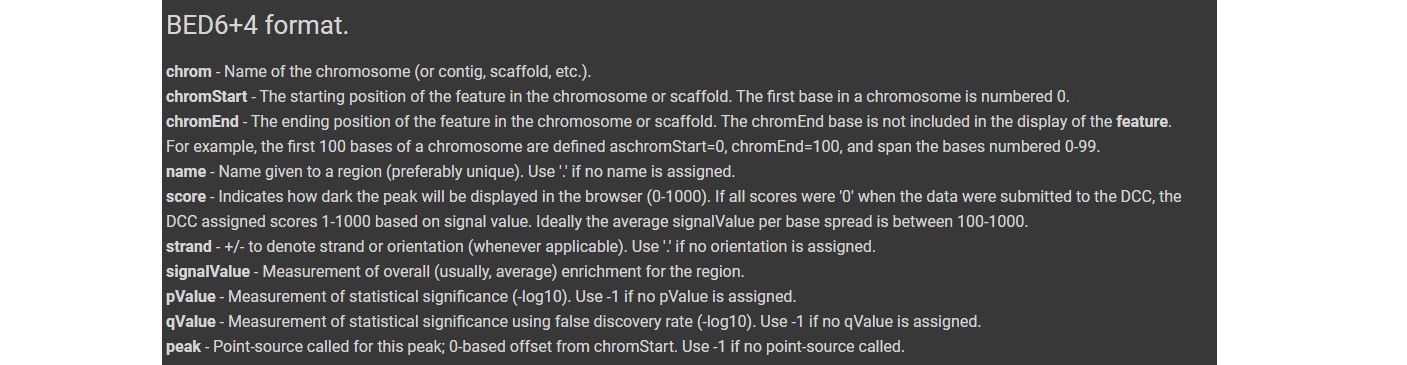 BED6+4 format.
chrom - Name of the chromosome (or contig, scaffold, etc.).
chromStart - The starting position of the feature in the chromosome or scaffold. The first base in a chromosome is numbered 0.
chromEnd - The ending position of the feature in the chromosome or scaffold. The chromEnd base is not included in the display of the feature.
For example, the first 100 bases of a chromosome are defined aschromStart=0, chromEnd=100, and span the bases numbered 0-99.
name - Name given to a region (preferably unique). Use '.' if no name is assigned.
score - Indicates how dark the peak will be displayed in the browser (0-1000). If all scores were '0' when the data were submitted to the DCC, the
DCC assigned scores 1-1000 based on signal value. Ideally the average signalValue per base spread is between 100-1000.
strand - +/- to denote strand or orientation (whenever applicable). Use '.' if no orientation is assigned.
signalValue - Measurement of overall (usually, average) enrichment for the region.
pValue - Measurement of statistical significance (-log10). Use -1 if no pValue is assigned.
qValue - Measurement of statistical significance using false discovery rate (-log10). Use -1 if no qValue is assigned.
peak - Point-source called for this peak; 0-based offset from chromStart. Use -1 if no point-source called.